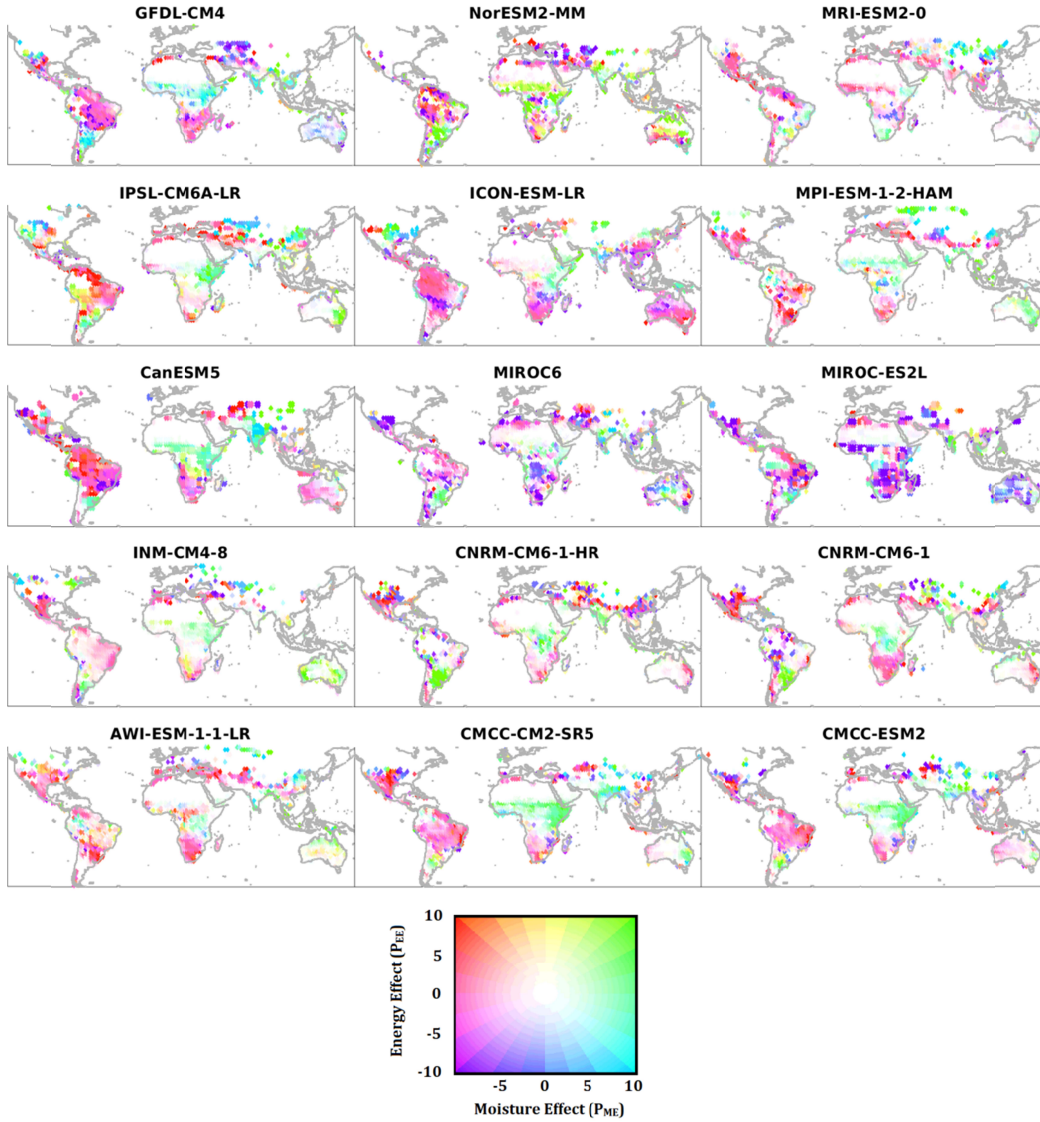 GFDL-CM4 NorESM2-MM MRI-ESM2-0
IPSL-CM6A-LR ICON-ESM-LR MPI-ESM-1-2-HAM
CanESM5 MIROC6 MIROC-ES2L
INM-CM4-8 CNRM-CM6-1-HR CNRM-CM6-1
AWI-ESM-1-1-LR CMCC-CM2-SR5 CMCC-ESM2
Energy Effect (PEE)
10
5
0
-5
-10
-5 0 5 10
Moisture Effect (PME)